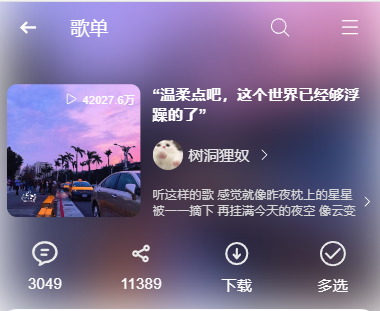 歌单
42027.6万
“温柔点吧，这个世界已经够浮
躁的了”
树洞狸奴
听这样的歌 感觉就像昨夜枕上的星星
被一一摘下 再挂满今天的夜空 像云变
3049
11389
下载
多选